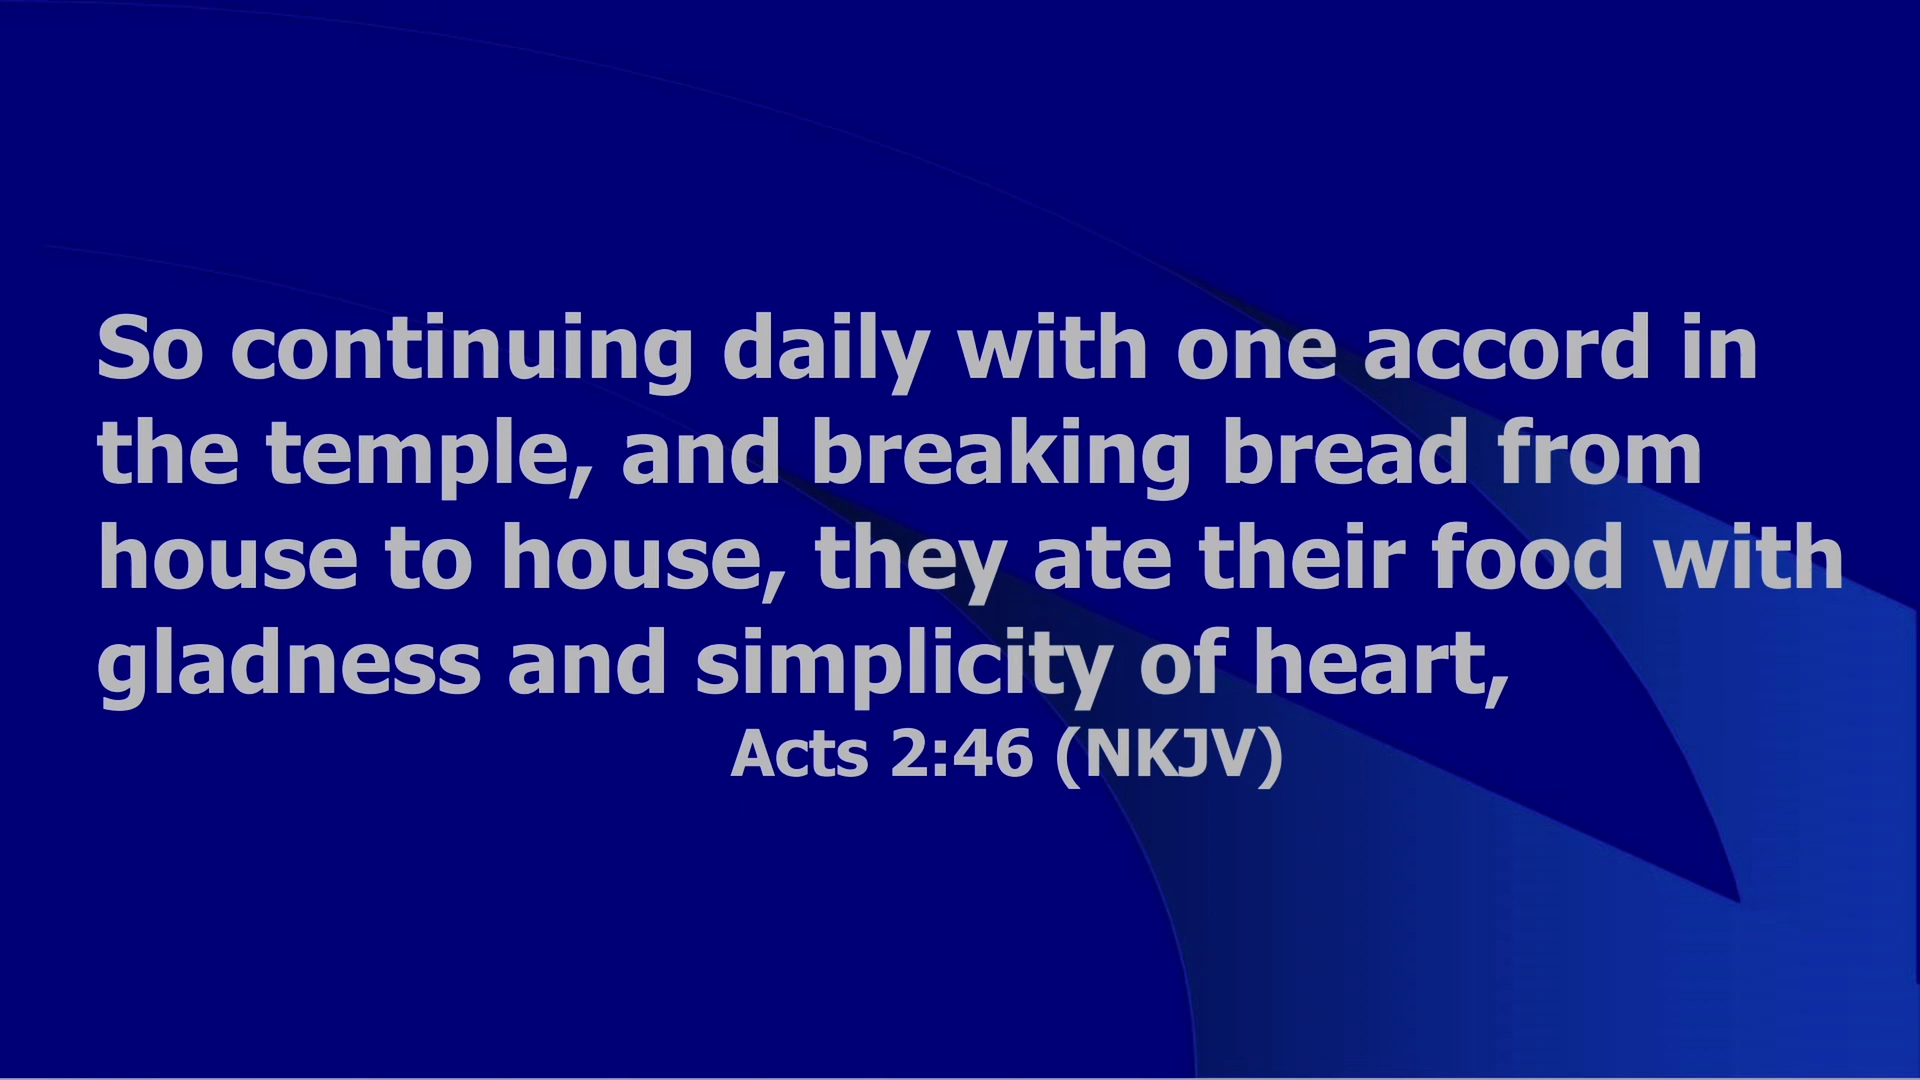 So continuing daily with one accord in
the temple, and breaking bread from
house to house, they ate their food with
gladness and simplicity of heart,
Acts 2:46 (NKJV)